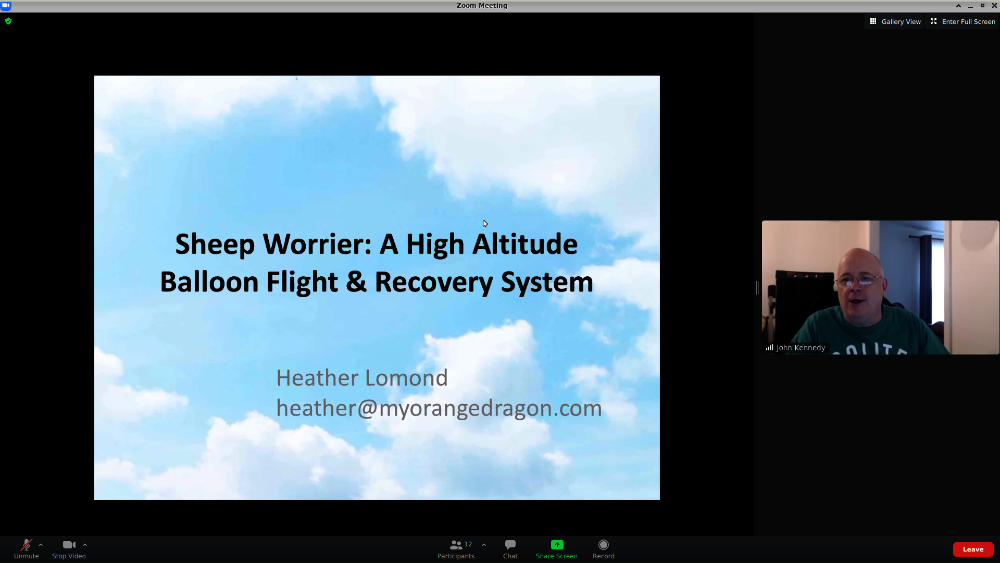 Zoom Meeting
Gallery View
Enter Full Screen
Sheep Worrier: A High Altitude
Balloon Flight & Recovery System
Heather Lomond
heather@myorangedragon.com
John Kennedy
Unmute
Stop Video
12
Participants
Chat
Share Screen
Record
Leave